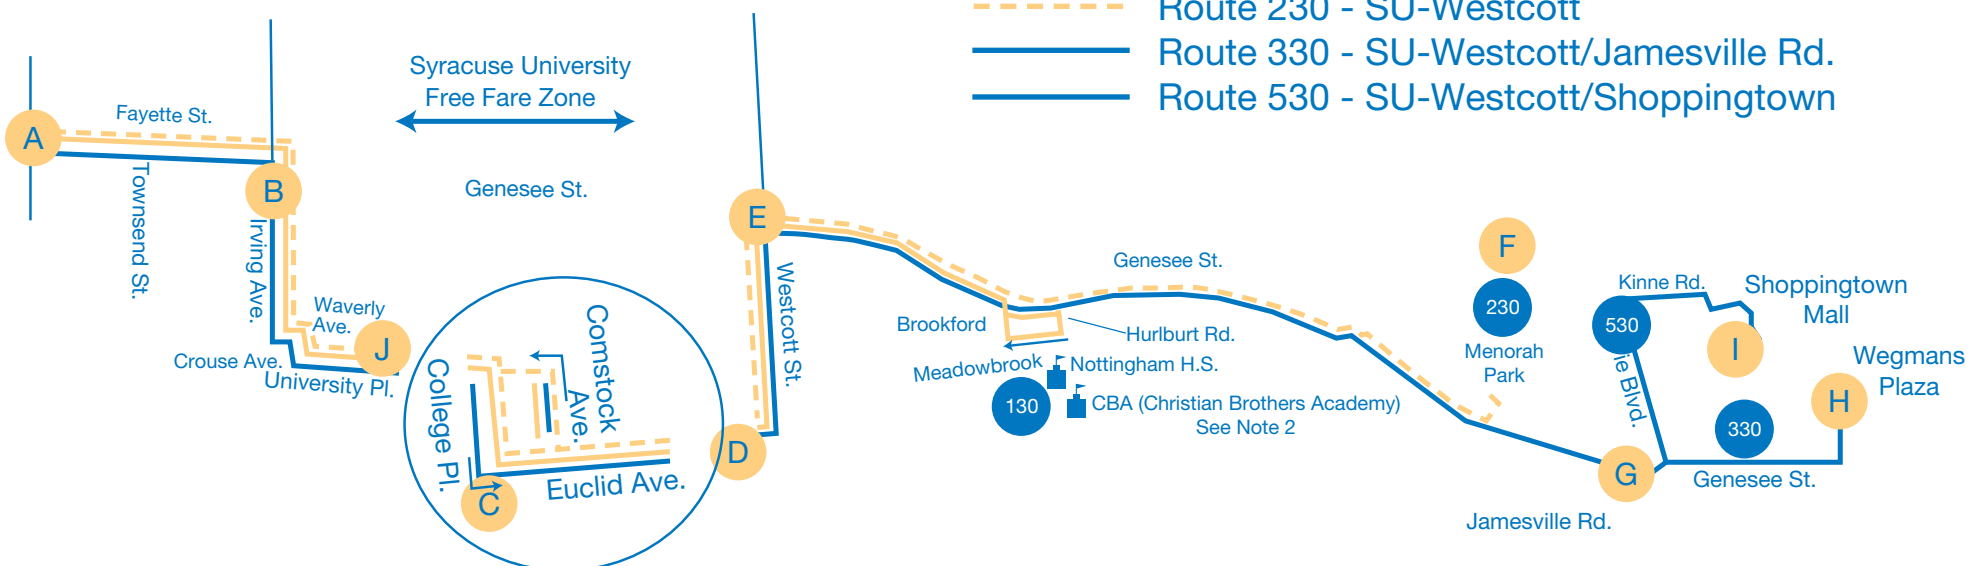 Route 230 - SU-Westcott
Route 330 - SU-Westcott/Jamesville Rd.
Route 530 - SU-Westcott/Shoppingtown
Syracuse University
Free Fare Zone
A
Fayette St.
Townsend St.
B
Irving Ave.
Genesee St.
Waverly
Ave.
J
Crouse Ave.
University Pl.
College Pl.
Comstock
Ave.
C
Euclid Ave.
D
E
Westcott St.
Genesee St.
Brookford
Hurlburt Rd.
Meadowbrook
Nottingham H.S.
130
CBA (Christian Brothers Academy)
See Note 2
F
230
Menorah
Park
Kinne Rd.
530
ie Blvd.
Shoppingtown
Mall
I
Wegmans
Plaza
H
330
G
Genesee St.
Jamesville Rd.